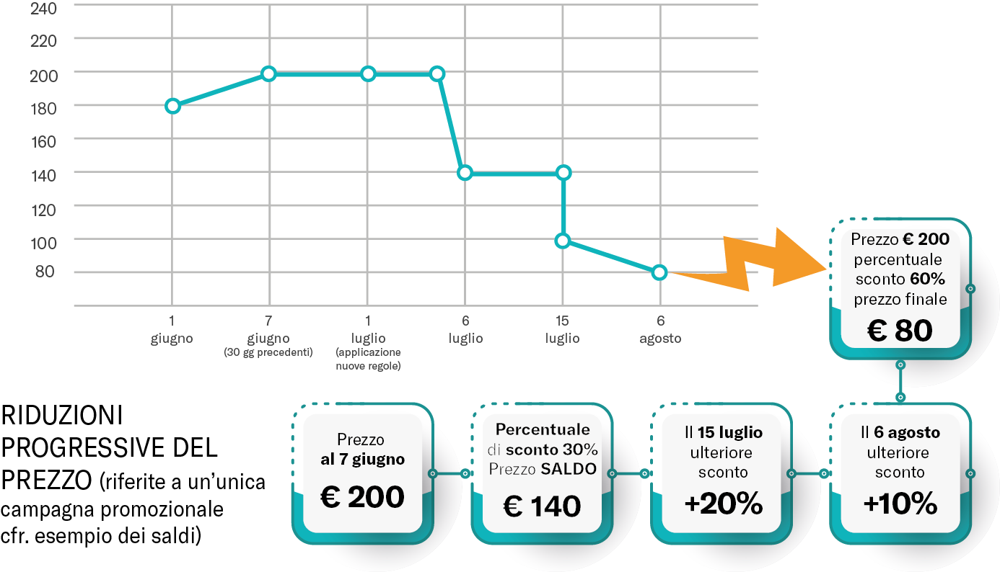 240
220
200
180
160
140
120
100
80
1
giugno
7
giugno
(30 gg precedenti)
1
luglio
(applicazione
nuove regole)
6
luglio
15
luglio
6
agosto
Prezzo € 200
percentuale
sconto 60%
prezzo finale
€ 80
RIDUZIONI
PROGRESSIVE DEL
PREZZO (riferite a un’unica
campagna promozionale
cfr. esempio dei saldi)
Prezzo
al 7 giugno
€ 200
Percentuale
di sconto 30%
Prezzo SALDO
€ 140
Il 15 luglio
ulteriore
sconto
+20%
Il 6 agosto
ulteriore
sconto
+10%